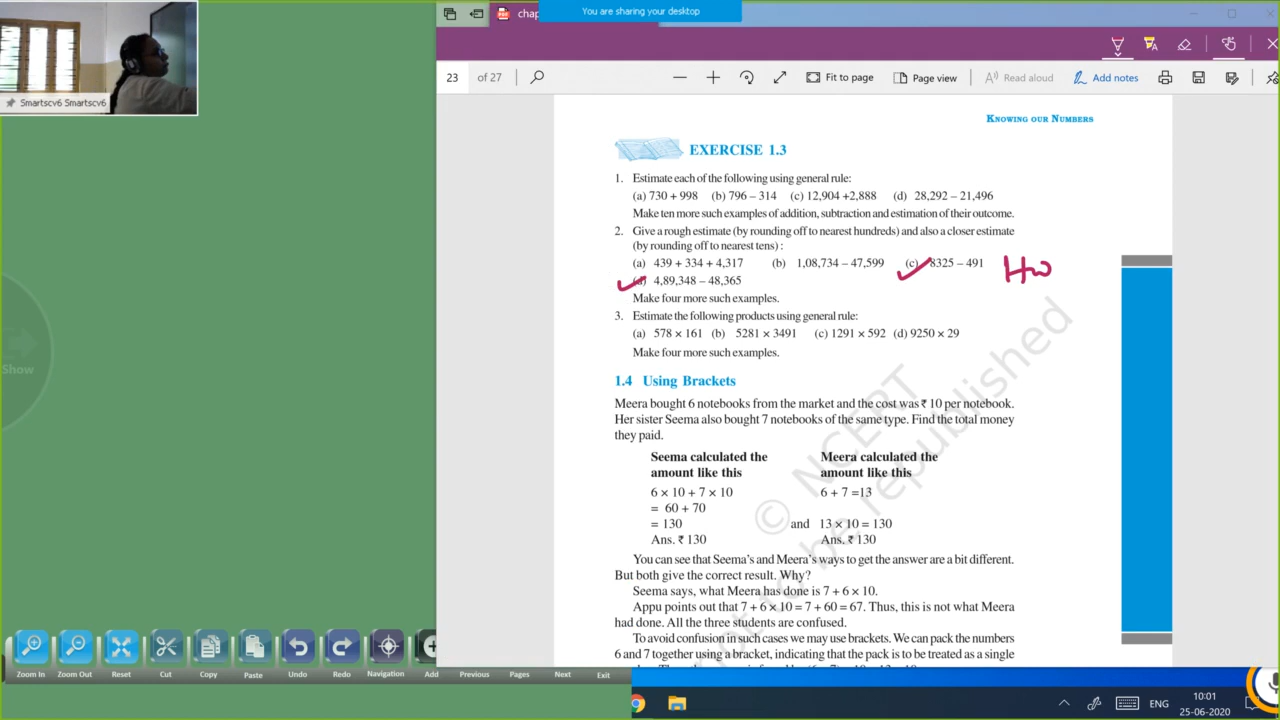 You are sharing your desktop
chap
23 of 27
Fit to page
Page view
Read aloud
Add notes
Smartscv6 Smartscv6
KNOWING OUR NUMBERS
EXERCISE 1.3
1. Estimate each of the following using general rule:
(a) 730 + 998 (b) 796 – 314 (c) 12,904 +2,888 (d) 28,292 – 21,496
Make ten more such examples of addition, subtraction and estimation of their outcome.
2. Give a rough estimate (by rounding off to nearest hundreds) and also a closer estimate
(by rounding off to nearest tens) :
(a) 439 + 334 + 4,317 (b) 1,08,734 – 47,599 (c) 8325 – 491 HW
(d) 4,89,348 – 48,365
Make four more such examples.
3. Estimate the following products using general rule:
(a) 578 × 161 (b) 5281 × 3491 (c) 1291 × 592 (d) 9250 × 29
Make four more such examples.
1.4 Using Brackets
Meera bought 6 notebooks from the market and the cost was ₹ 10 per notebook.
Her sister Seema also bought 7 notebooks of the same type. Find the total money
they paid.
Seema calculated the Meera calculated the
amount like this amount like this
6 × 10 + 7 × 10 6 + 7 =13
= 60 + 70
= 130 and 13 × 10 = 130
Ans. ₹ 130 Ans. ₹ 130
You can see that Seema's and Meera's ways to get the answer are a bit different.
But both give the correct result. Why?
Seema says, what Meera has done is 7 + 6 × 10.
Appu points out that 7 + 6 × 10 = 7 + 60 = 67. Thus, this is not what Meera
had done. All the three students are confused.
To avoid confusion in such cases we may use brackets. We can pack the numbers
6 and 7 together using a bracket, indicating that the pack is to be treated as a single
© NCERT
be republished
Show
Zoom In Zoom Out Reset Cut Copy Paste Undo Redo Navigation Add Previous Pages Next Exit
ENG
10:01
25-06-2020